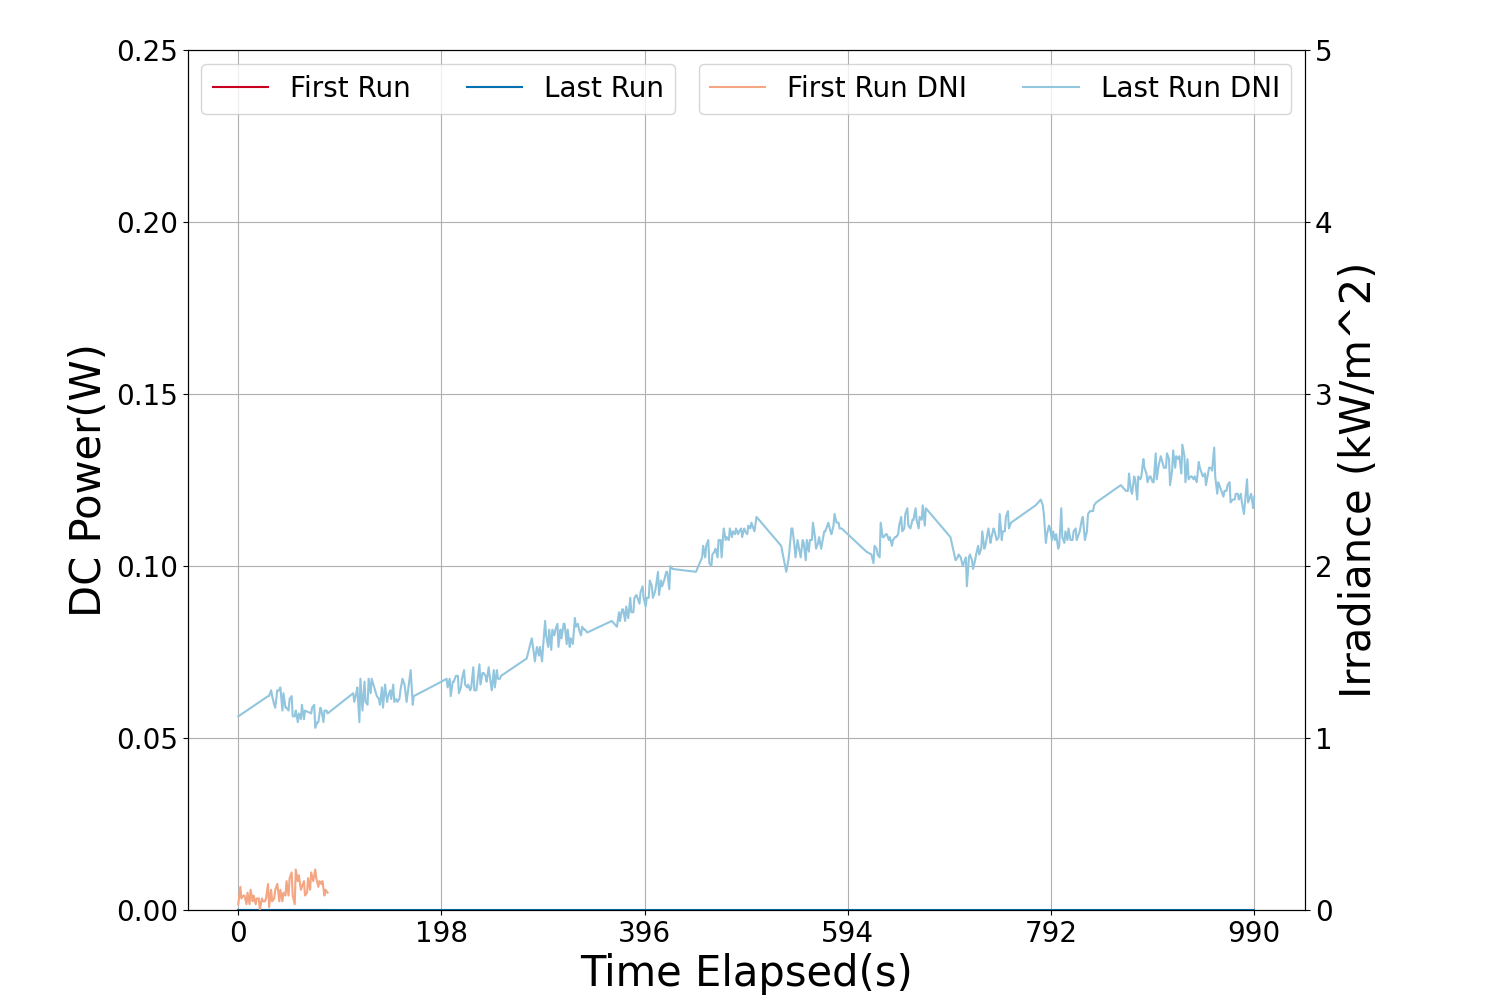 First Run
Last Run
First Run DNI
Last Run DNI
DC Power(W)
0.25
0.20
0.15
0.10
0.05
0.00
Irradiance (kW/m^2)
5
4
3
2
1
0
0 198 396 594 792 990
Time Elapsed(s)